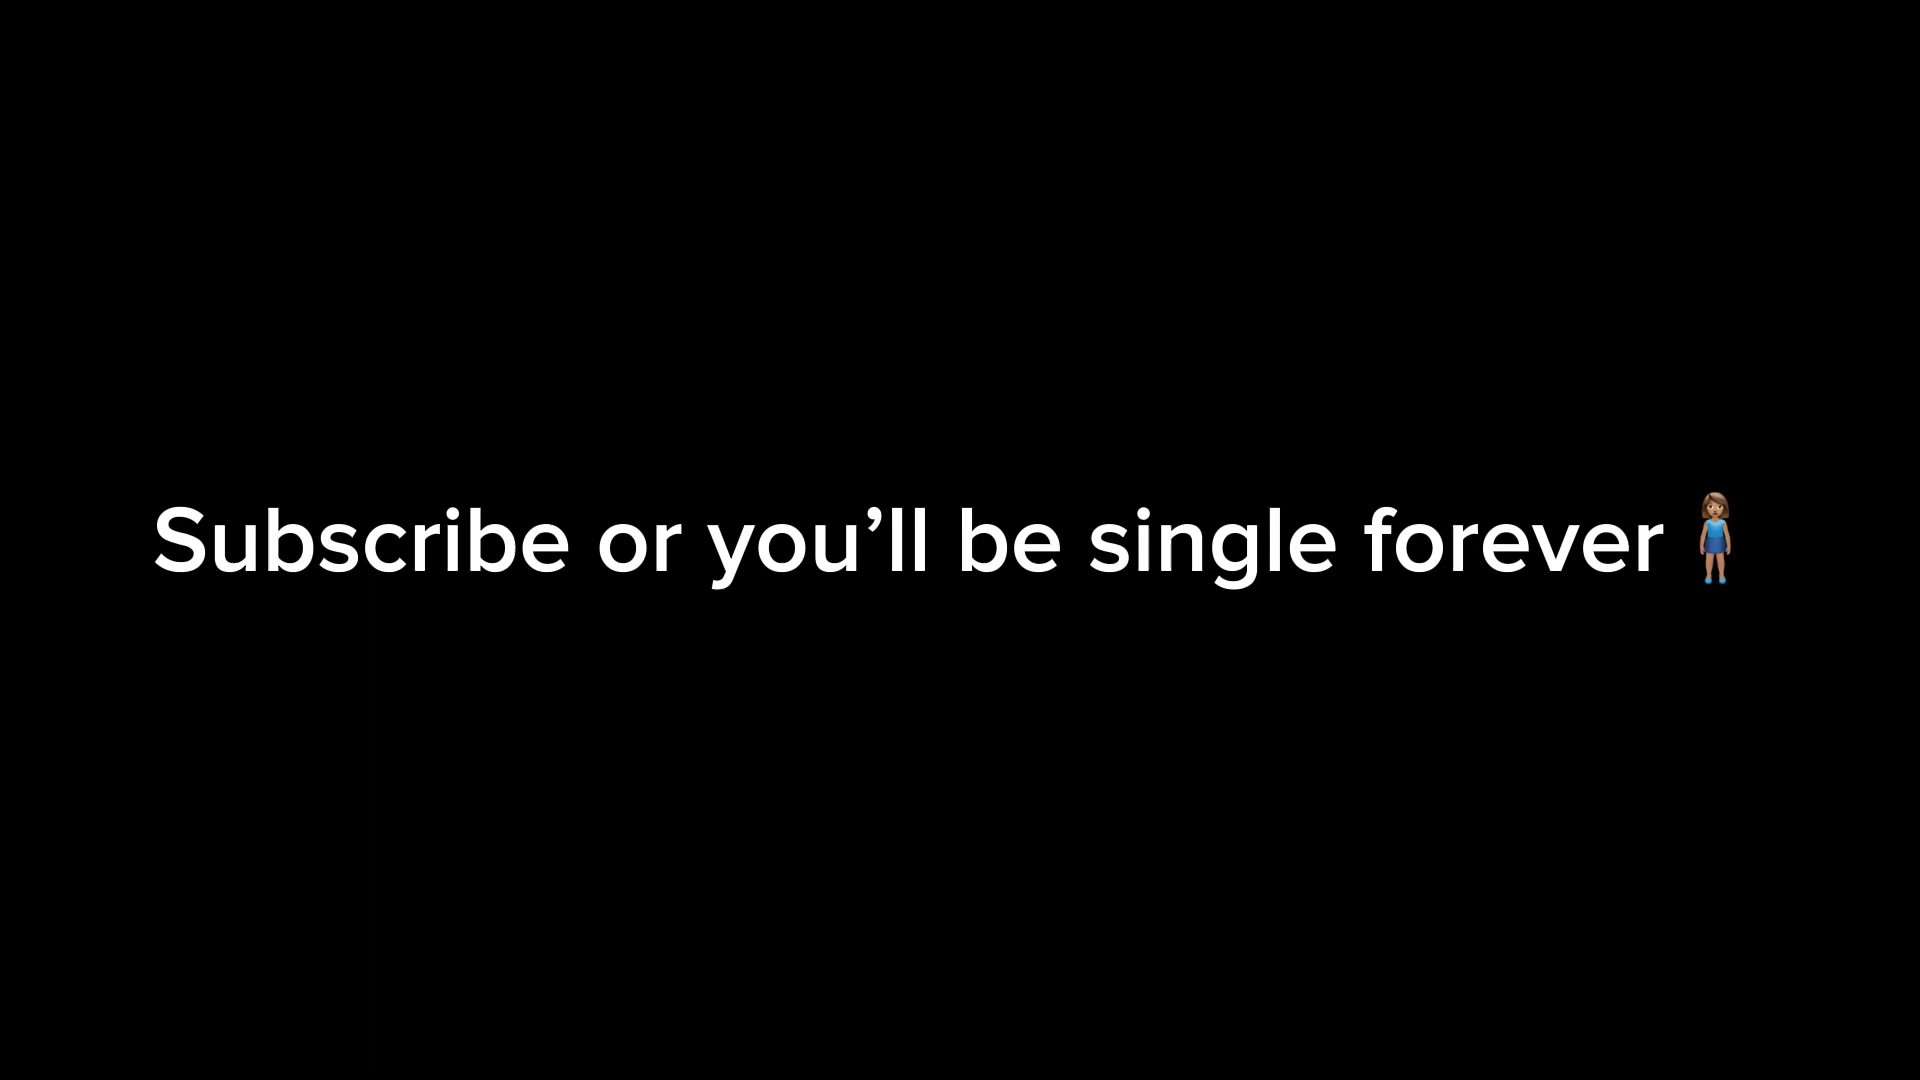 Subscribe or you’ll be single forever 🧍🏽‍♀️